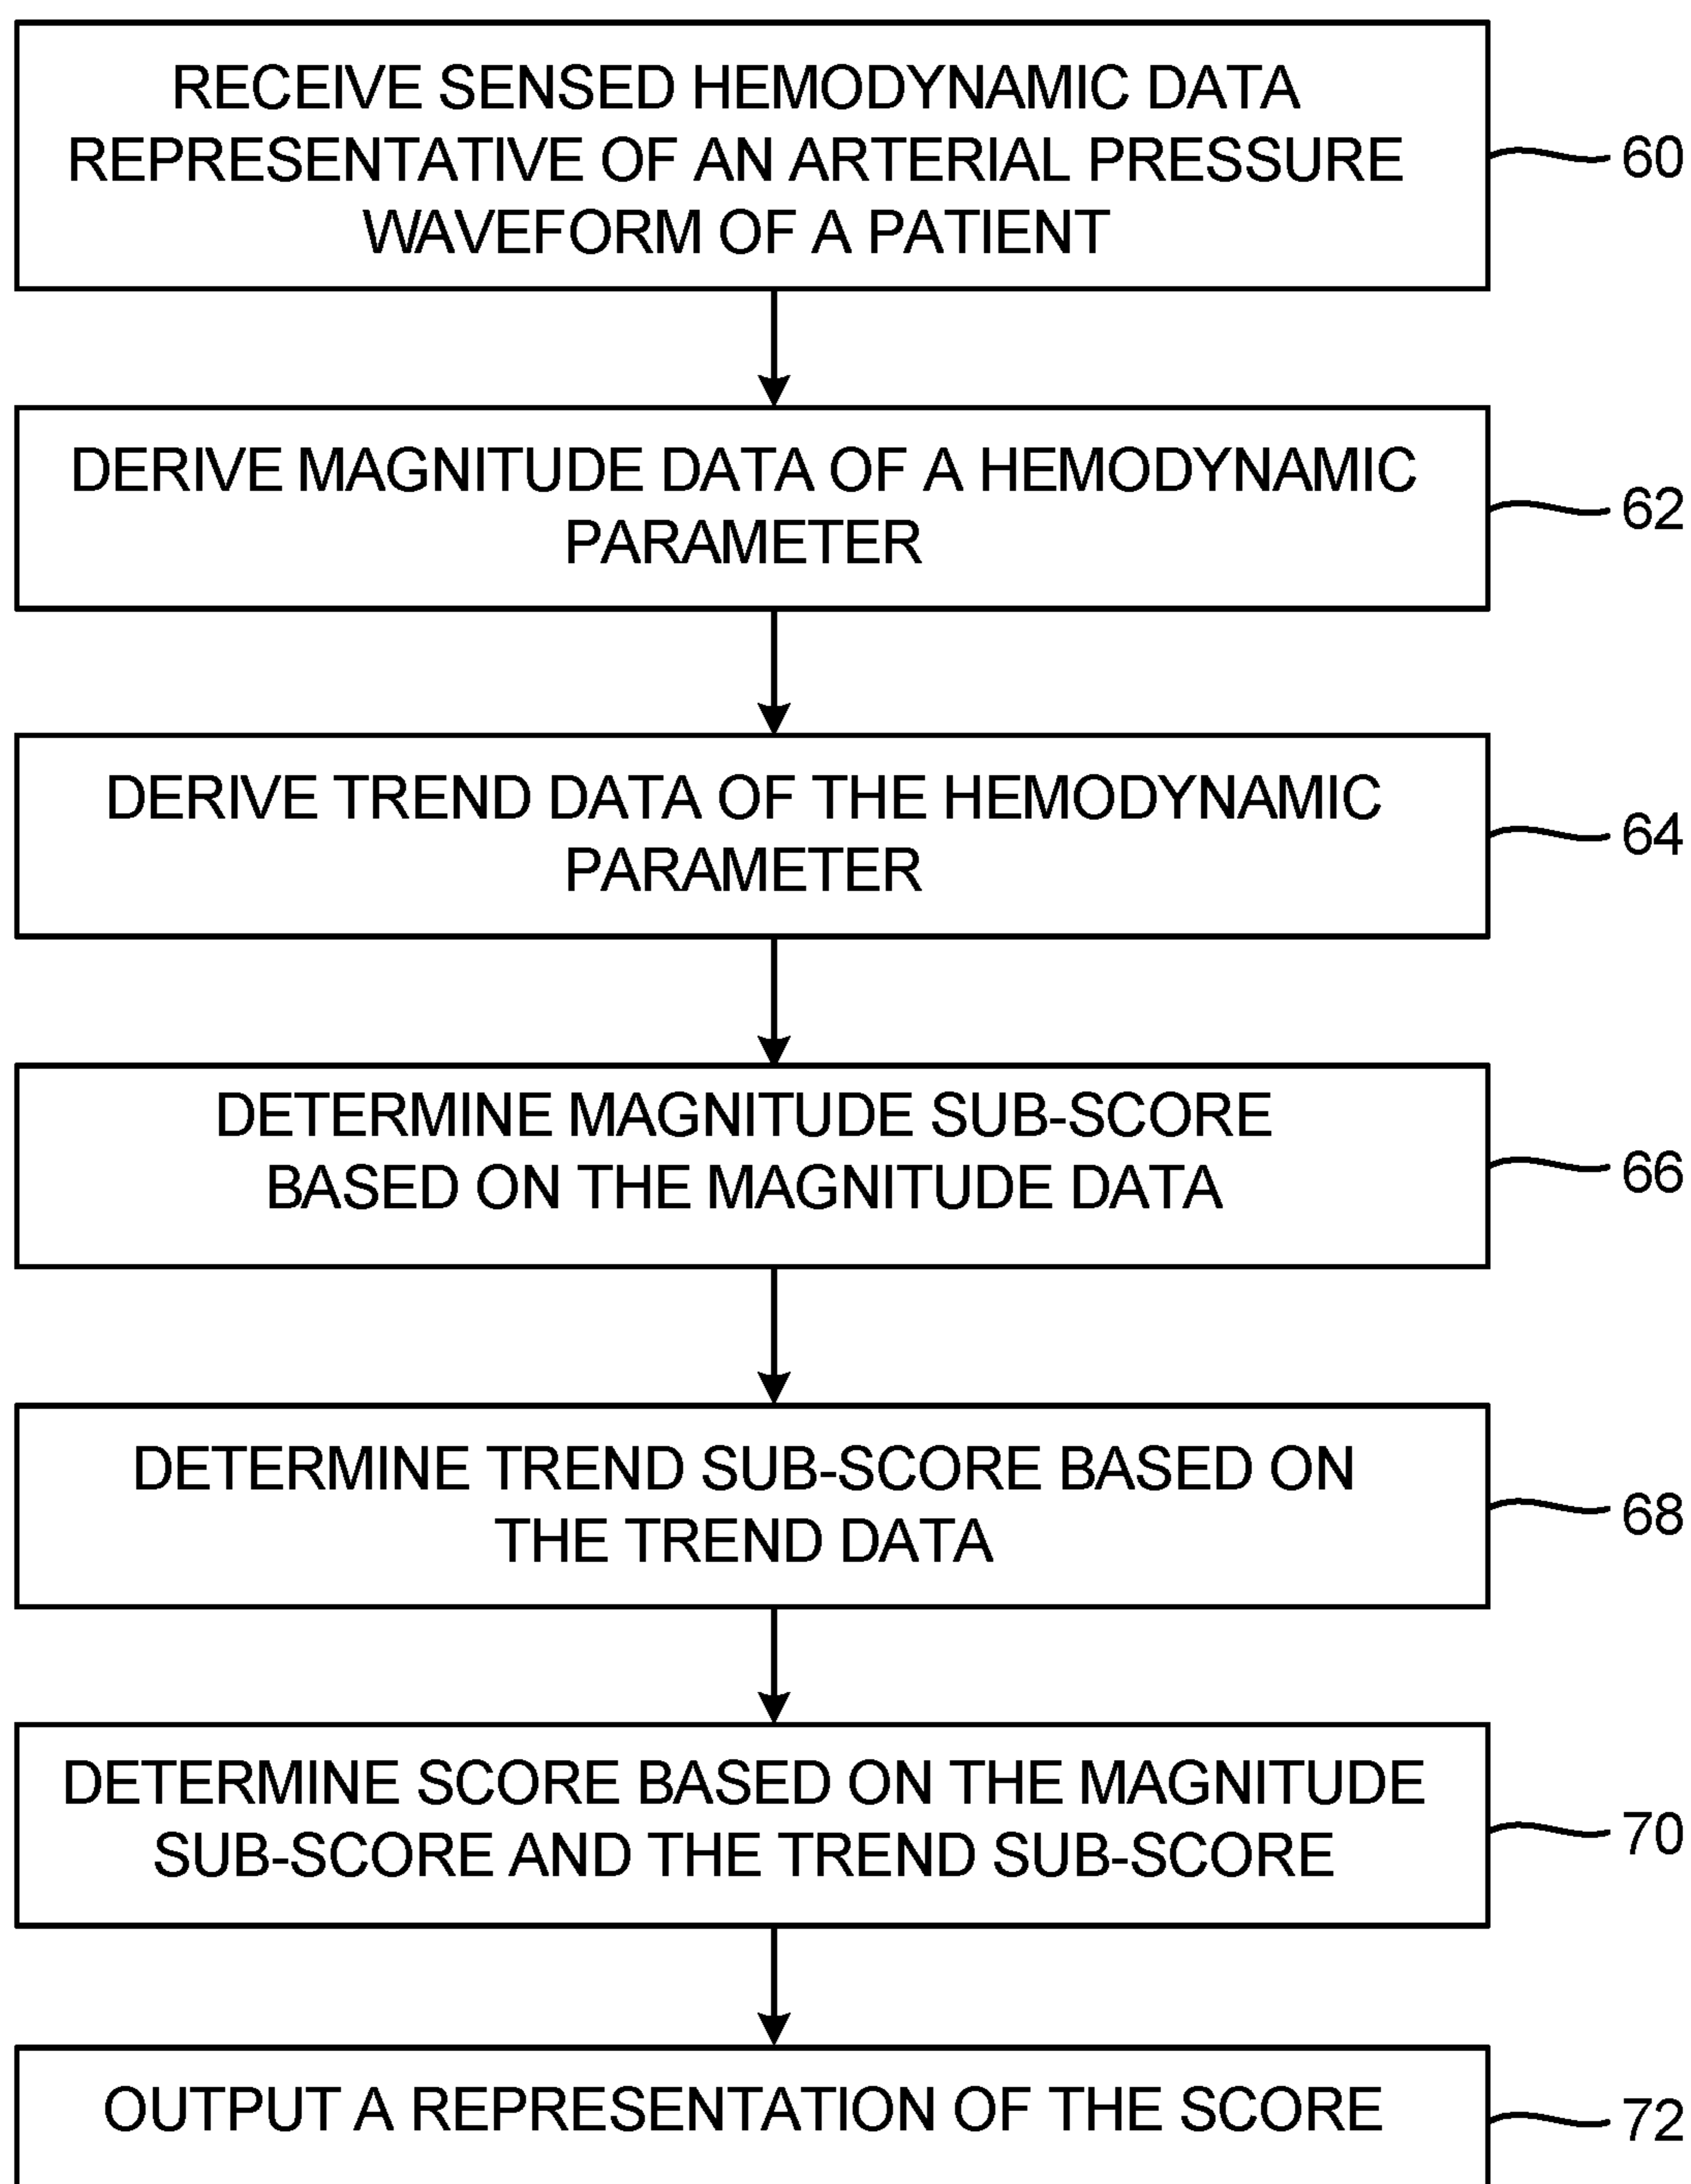 RECEIVE SENSED HEMODYNAMIC DATA
REPRESENTATIVE OF AN ARTERIAL PRESSURE
WAVEFORM OF A PATIENT
60
DERIVE MAGNITUDE DATA OF A HEMODYNAMIC
PARAMETER
62
DERIVE TREND DATA OF THE HEMODYNAMIC
PARAMETER
64
DETERMINE MAGNITUDE SUB-SCORE
BASED ON THE MAGNITUDE DATA
66
DETERMINE TREND SUB-SCORE BASED ON
THE TREND DATA
68
DETERMINE SCORE BASED ON THE MAGNITUDE
SUB-SCORE AND THE TREND SUB-SCORE
70
OUTPUT A REPRESENTATION OF THE SCORE
72